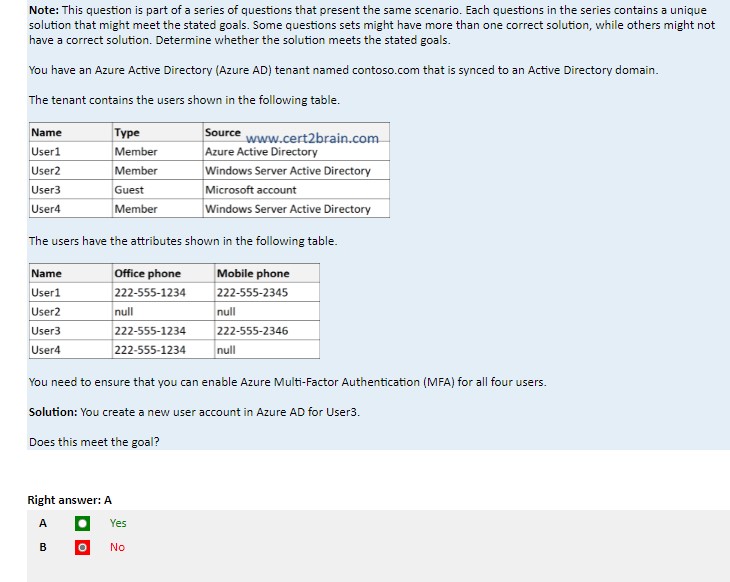 Note: This question is part of a series of questions that present the same scenario. Each questions in the series contains a unique
solution that might meet the stated goals. Some questions sets might have more than one correct solution, while others might not
have a correct solution. Determine whether the solution meets the stated goals.
You have an Azure Active Directory (Azure AD) tenant named contoso.com that is synced to an Active Directory domain.
The tenant contains the users shown in the following table.
Name Type Source www.cert2brain.com
User1 Member Azure Active Directory
User2 Member Windows Server Active Directory
User3 Guest Microsoft account
User4 Member Windows Server Active Directory
The users have the attributes shown in the following table.
Name Office phone Mobile phone
User1 222-555-1234 222-555-2345
User2 null null
User3 222-555-1234 222-555-2346
User4 222-555-1234 null
You need to ensure that you can enable Azure Multi-Factor Authentication (MFA) for all four users.
Solution: You create a new user account in Azure AD for User3.
Does this meet the goal?
Right answer: A
A Yes
B No